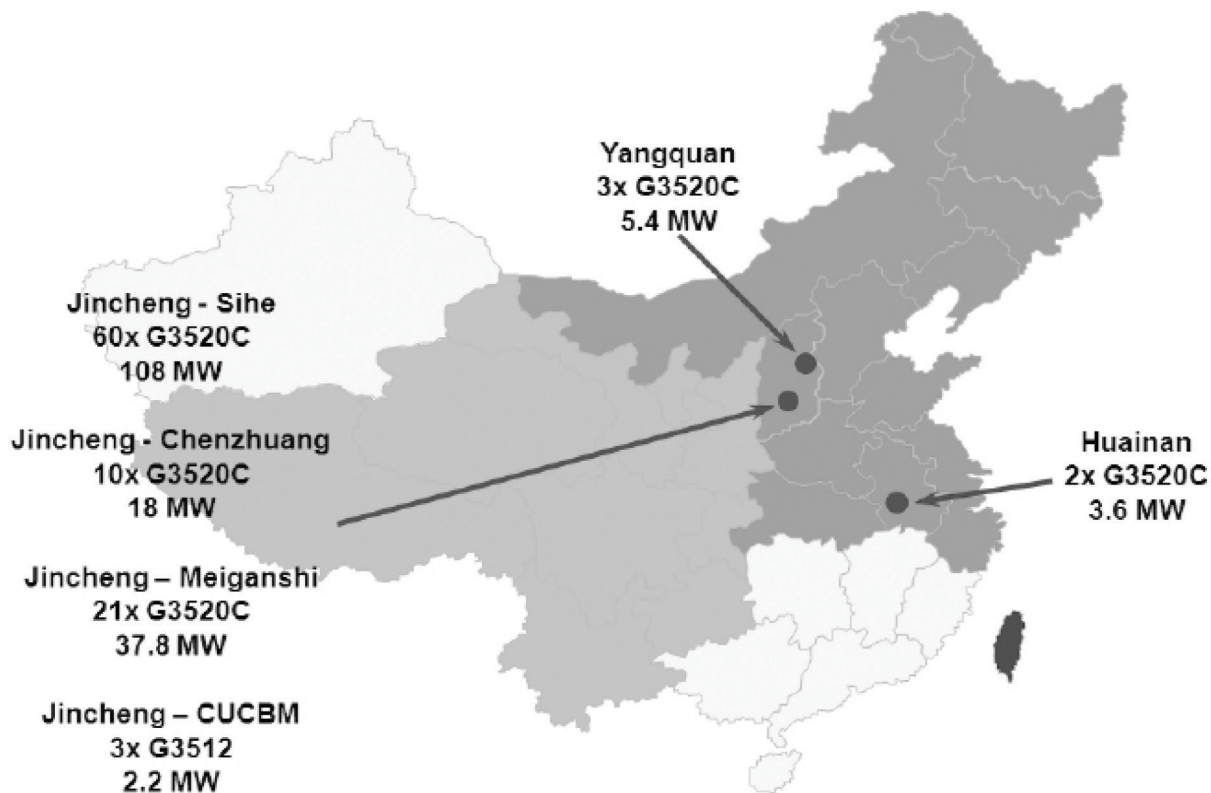 Yangquan
3x G3520C
5.4 MW
Jincheng - Sihe
60x G3520C
108 MW
Jincheng - Chenzhuang
10x G3520C
18 MW
Huainan
2x G3520C
3.6 MW
Jincheng – Meiganshi
21x G3520C
37.8 MW
Jincheng – CUCBM
3x G3512
2.2 MW